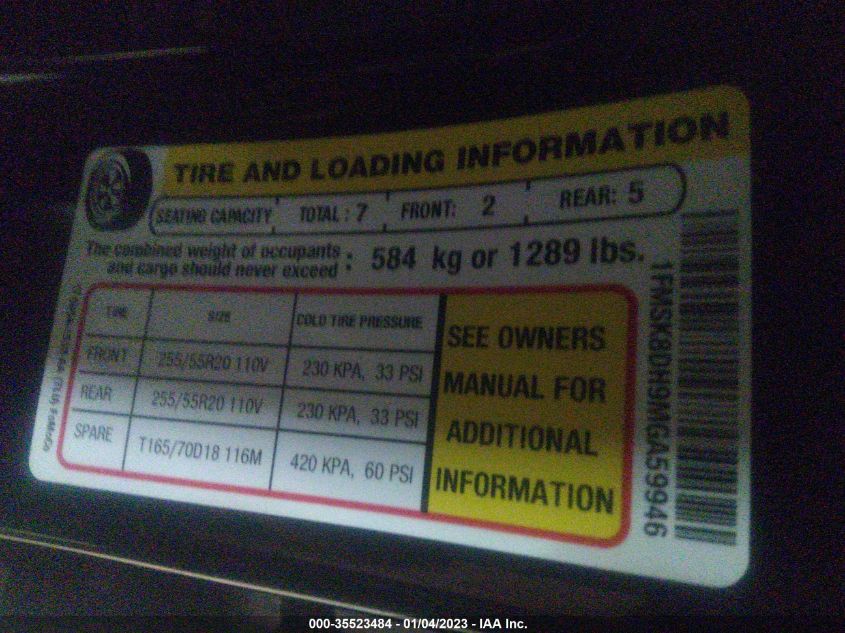 TIRE AND LOADING INFORMATION
SEATING CAPACITY TOTAL : 7 FRONT: 2 REAR: 5
The combined weight of occupants
and cargo should never exceed : 584 kg or 1289 lbs.
TIRE SIZE COLD TIRE PRESSURE
FRONT 255/55R20 110V 230 KPA, 33 PSI
REAR 255/55R20 110V 230 KPA, 33 PSI
SPARE T165/70D18 116M 420 KPA, 60 PSI
SEE OWNERS
MANUAL FOR
ADDITIONAL
INFORMATION
1FMSK8DH9MGA59946
000-35523484 - 01/04/2023 - IAA Inc.